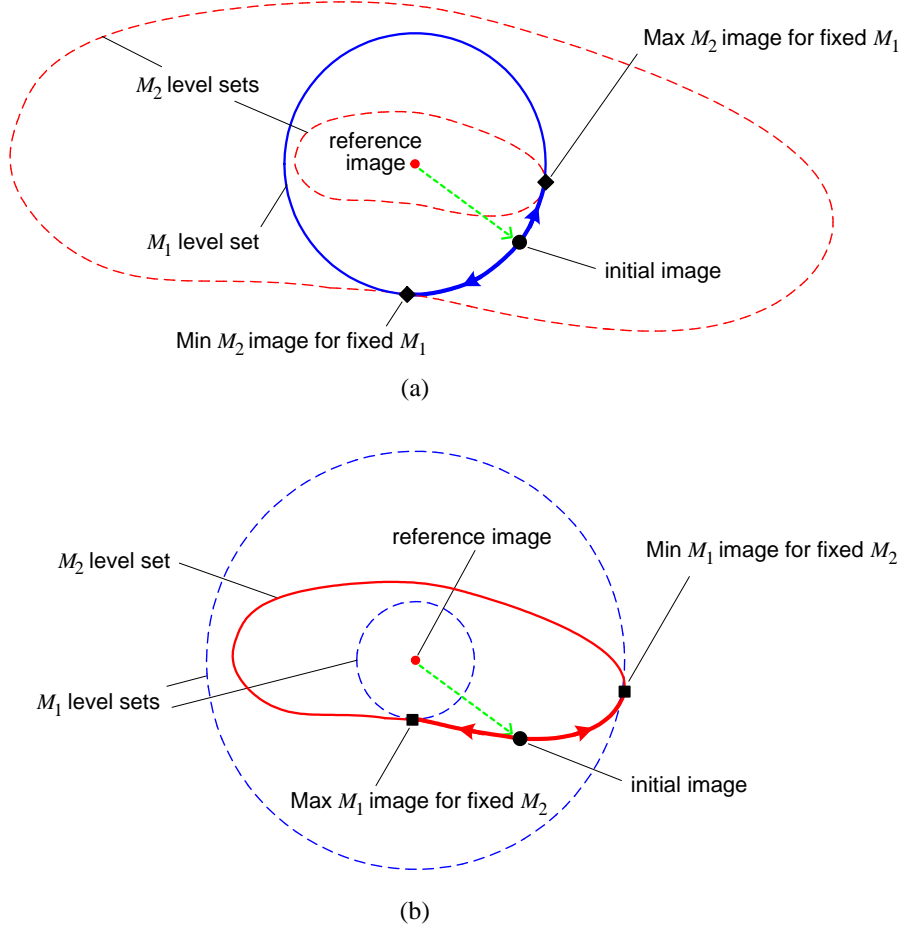 Max M2 image for fixed M1
M2 level sets
reference
image
M1 level set
initial image
Min M2 image for fixed M1
(a)
reference image
Min M1 image for fixed M2
M2 level set
M1 level sets
initial image
Max M1 image for fixed M2
(b)